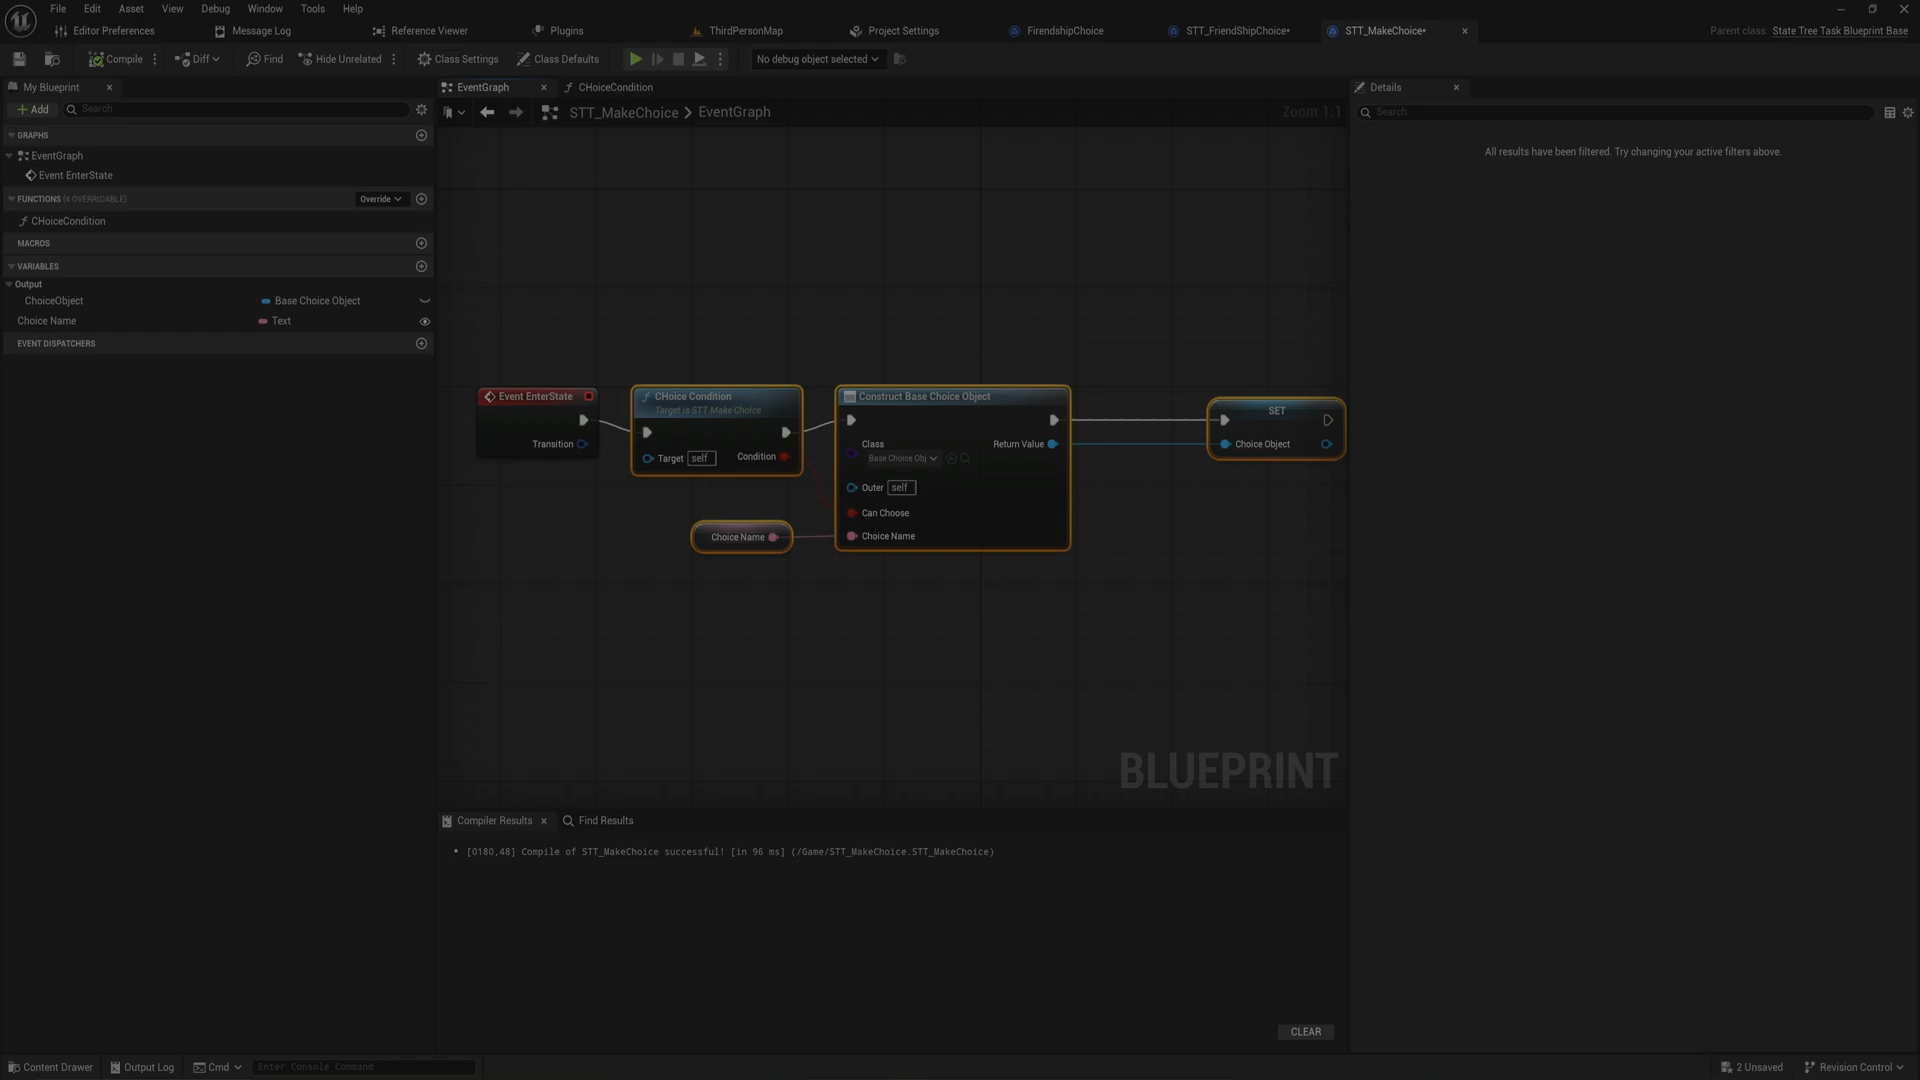 File Edit Asset View Debug Window Tools Help
Editor Preferences Message Log Reference Viewer Plugins ThirdPersonMap Project Settings FirendshipChoice STT_FriendShipChoice* STT_MakeChoice* Parent class: State Tree Task Blueprint Base
Compile Diff Find Hide Unrelated Class Settings Class Defaults No debug object selected
My Blueprint EventGraph CHoiceCondition Details
Add Search STT_MakeChoice > EventGraph Zoom 1:1 Search
GRAPHS
All results have been filtered. Try changing your active filters above.
EventGraph
Event EnterState
FUNCTIONS (4 OVERRIDABLE) Override
CHoiceCondition
MACROS
VARIABLES
Output
ChoiceObject Base Choice Object
Choice Name Text
EVENT DISPATCHERS
Event EnterState
Transition
CHoice Condition
Target is STT Make Choice
Target self Condition
Choice Name
Construct Base Choice Object
Class Return Value
Base Choice Obj
Outer self
Can Choose
Choice Name
SET
Choice Object
BLUEPRINT
Compiler Results Find Results
• [0180,48] Compile of STT_MakeChoice successful! [in 96 ms] (/Game/STT_MakeChoice.STT_MakeChoice)
CLEAR
Content Drawer Output Log Cmd Enter Console Command 2 Unsaved Revision Control